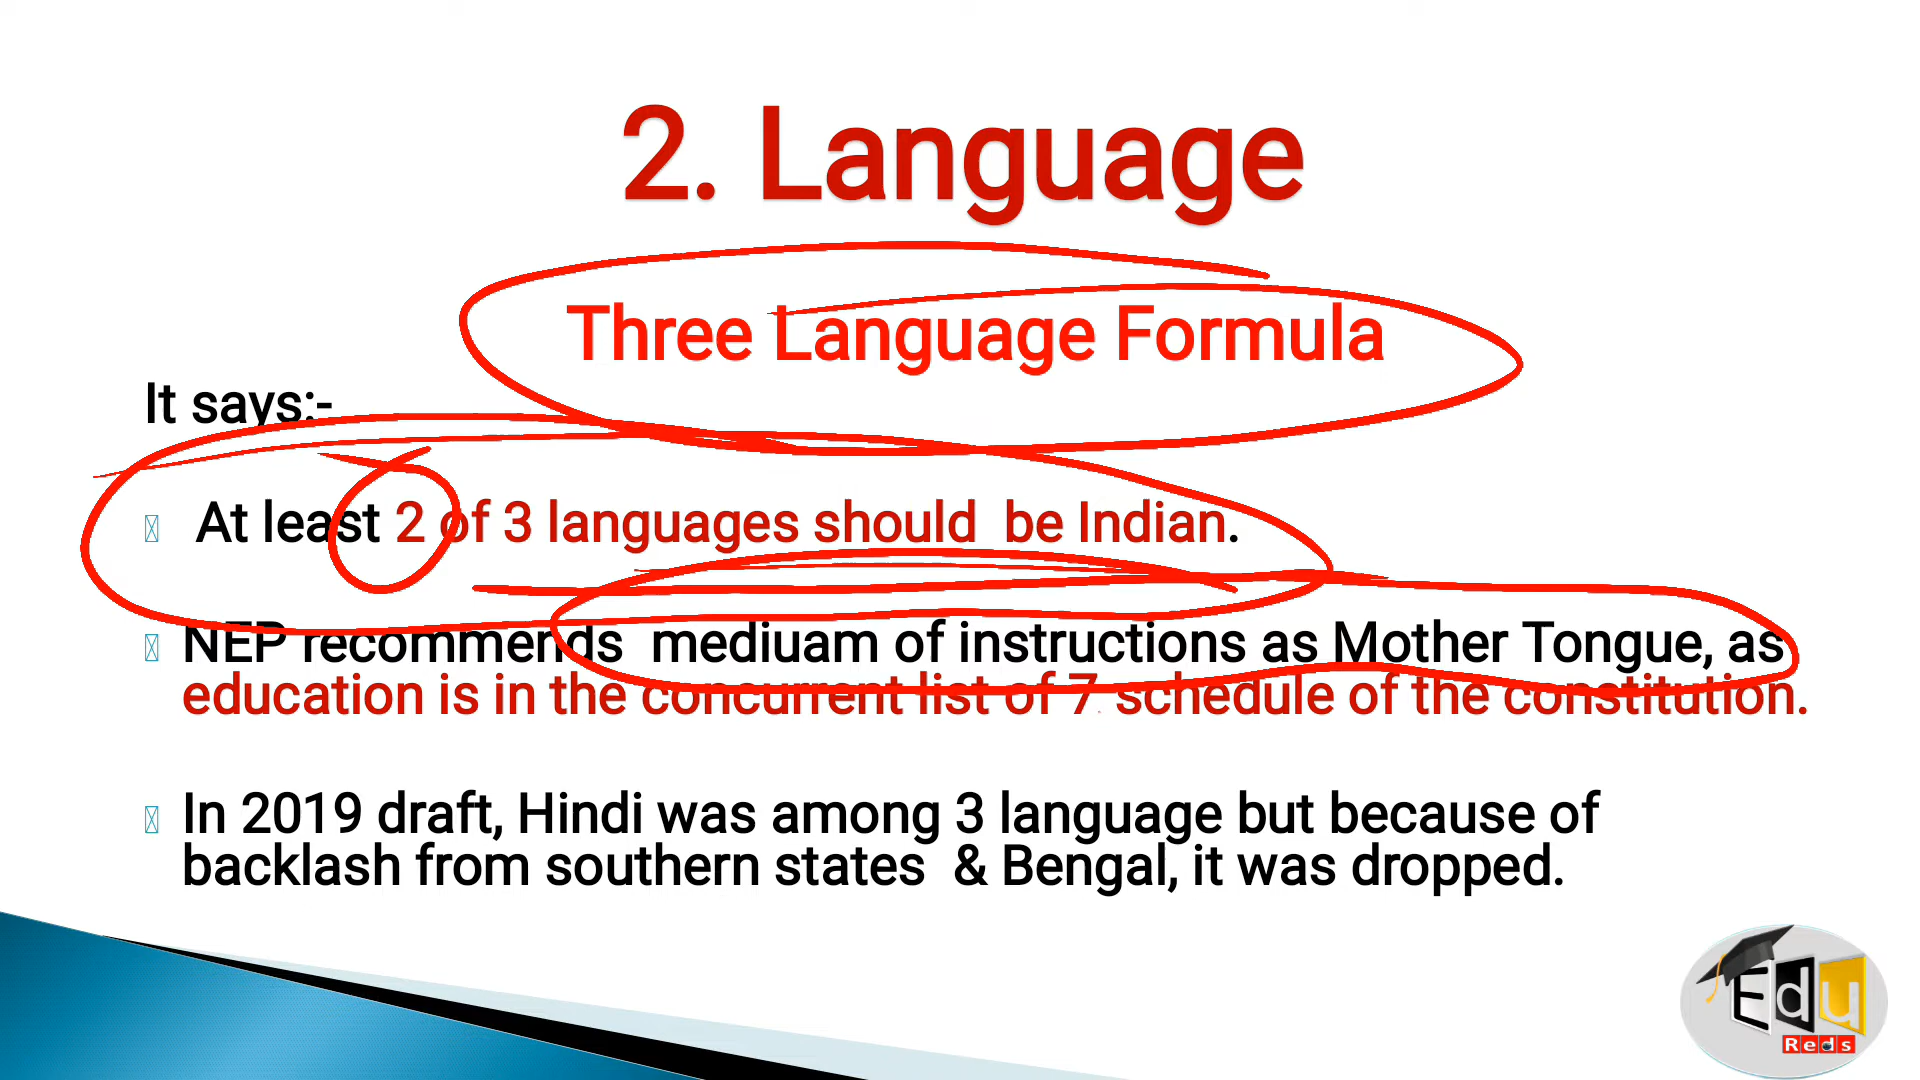 2. Language
Three Language Formula
It says:-
At least 2 of 3 languages should be Indian.
NEP recommends mediuam of instructions as Mother Tongue, as
education is in the concurrent list of 7 schedule of the constitution.
In 2019 draft, Hindi was among 3 language but because of
backlash from southern states & Bengal, it was dropped.
Edu
Reds